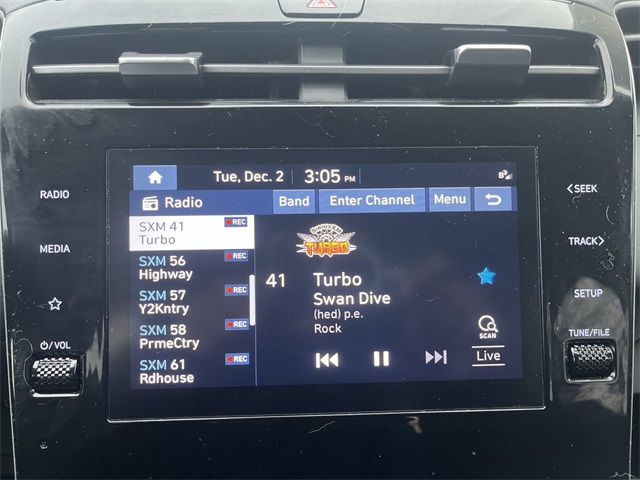 Tue, Dec. 2 3:05 PM
Radio Band Enter Channel Menu
SXM 41 REC
Turbo
SXM 56 REC
Highway
SXM 57 REC
Y2Kntry
SXM 58 REC
PrmeCtry
SXM 61 REC
Rdhouse
TURBO
41 Turbo
Swan Dive
(hed) p.e.
Rock
SCAN
Live
RADIO
MEDIA
VOL
SEEK
TRACK
SETUP
TUNE/FILE